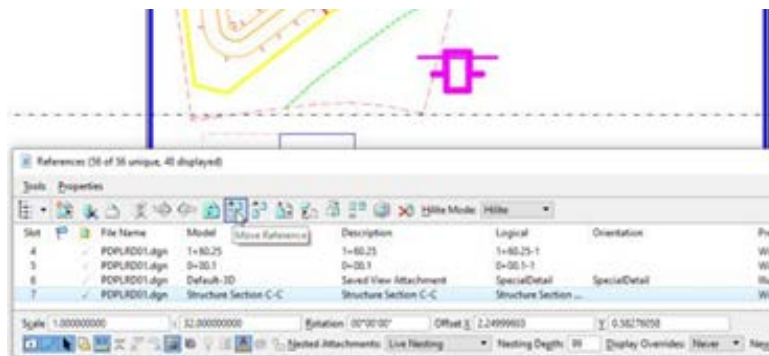 References (56 of 56 unique, 48 displayed)
Tools Properties
Hilite Mode: Hilite
Slot File Name Model Description Logical Orientation
Move Reference
4 PDPLRD01.dgn 1+60.25 1+60.25 1+60.25-1
5 PDPLRD01.dgn 0+00.1 0+00.1 0+00.1-1
6 PDPLRD01.dgn Default-3D Saved View Attachment SpecialDetail SpecialDetail
7 PDPLRD01.dgn Structure Section C-C Structure Section C-C Structure Section ...
Scale 1.000000000 : 32.000000000 Rotation 00°00'00" Offset X 2.24999603 Y 0.58276058
Nested Attachments: Live Nesting Nesting Depth: 99 Display Overrides: Never